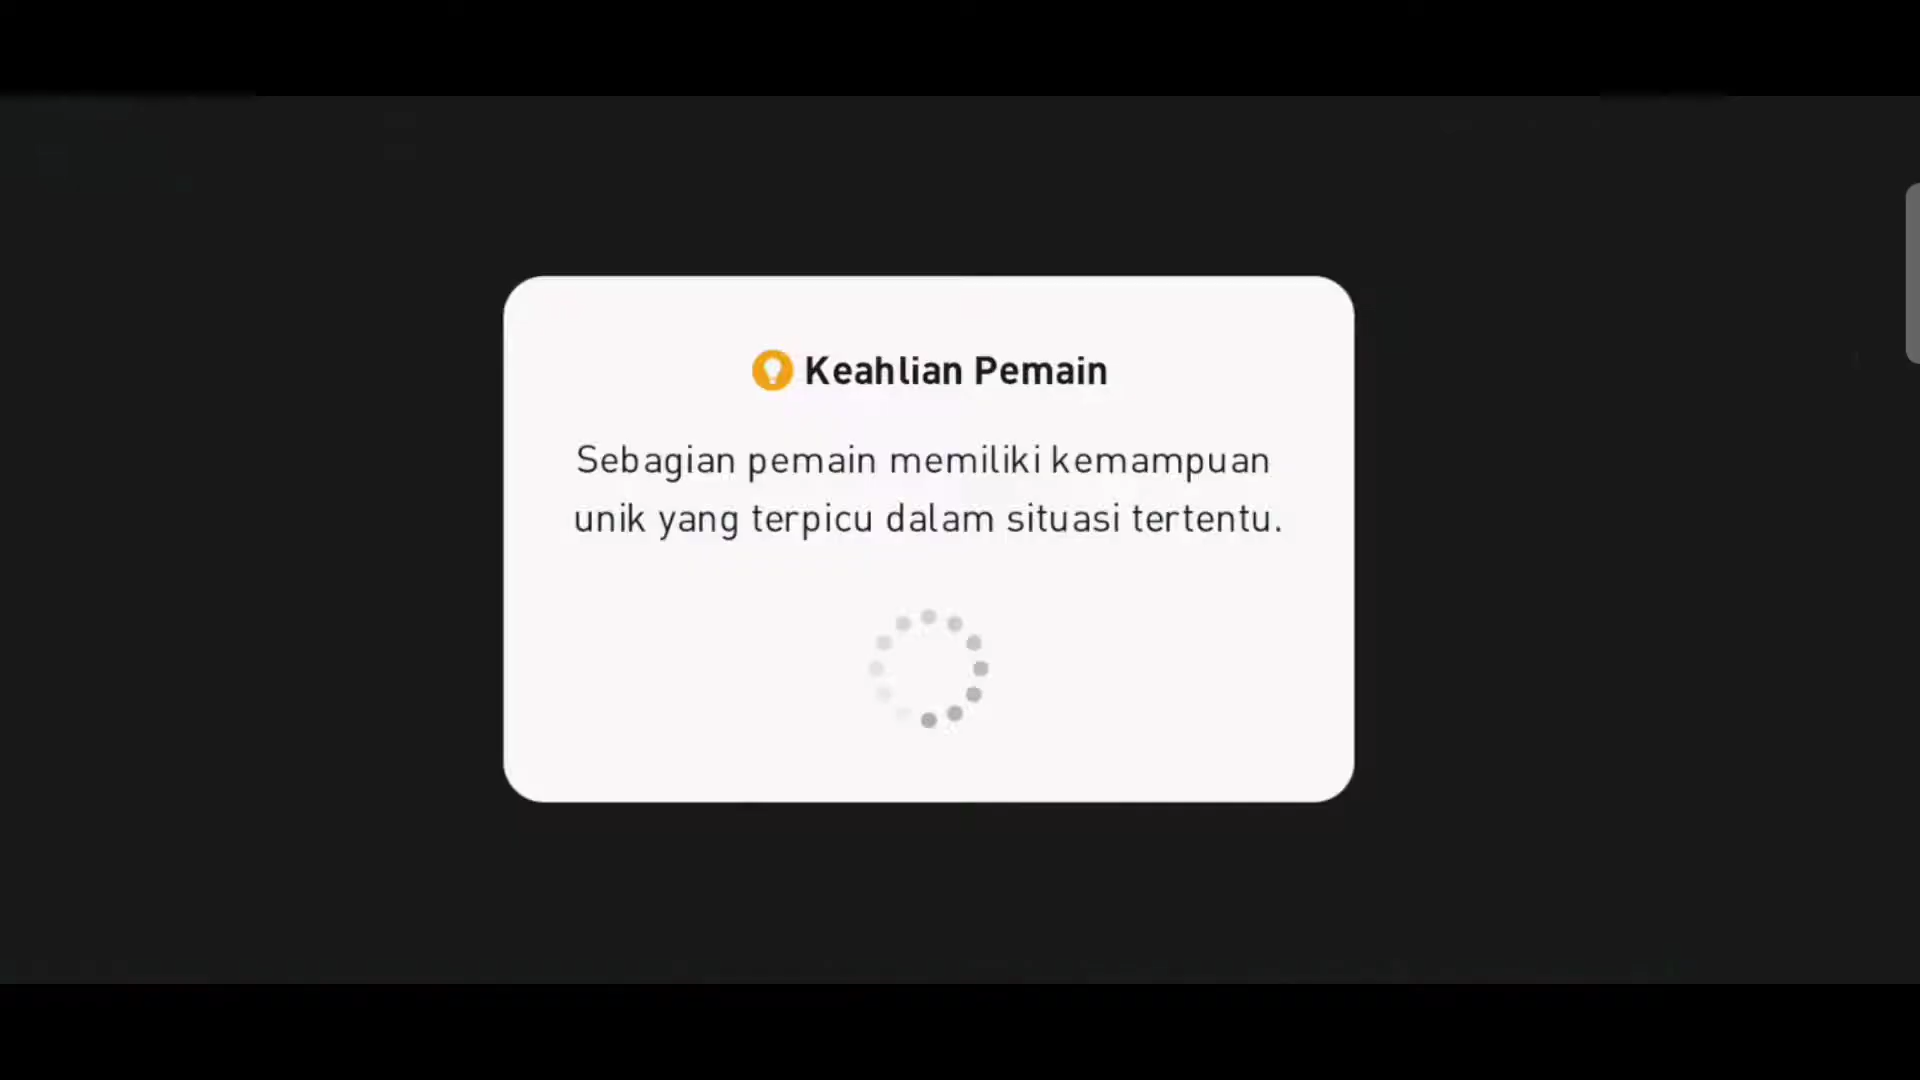 Keahlian Pemain
Sebagian pemain memiliki kemampuan
unik yang terpicu dalam situasi tertentu.